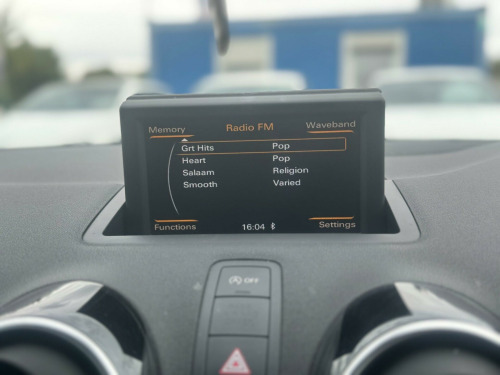 Memory Radio FM Waveband
Grt Hits Pop
Heart Pop
Salaam Religion
Smooth Varied
Functions 16:04 Settings
OFF